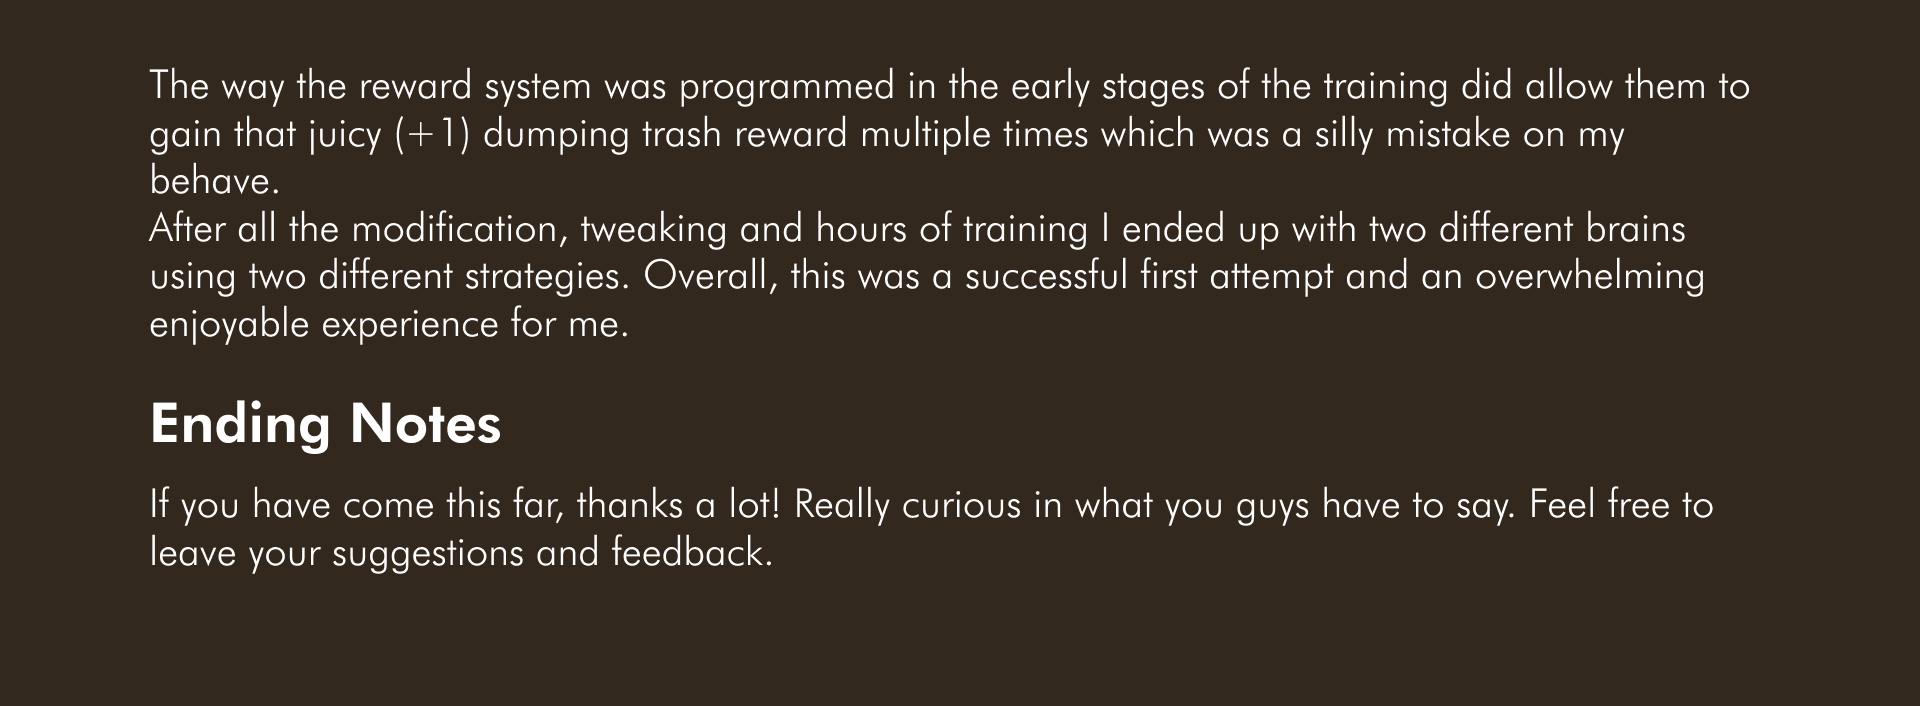 The way the reward system was programmed in the early stages of the training did allow them to
gain that juicy (+1) dumping trash reward multiple times which was a silly mistake on my
behave.
After all the modification, tweaking and hours of training I ended up with two different brains
using two different strategies. Overall, this was a successful first attempt and an overwhelming
enjoyable experience for me.
Ending Notes
If you have come this far, thanks a lot! Really curious in what you guys have to say. Feel free to
leave your suggestions and feedback.